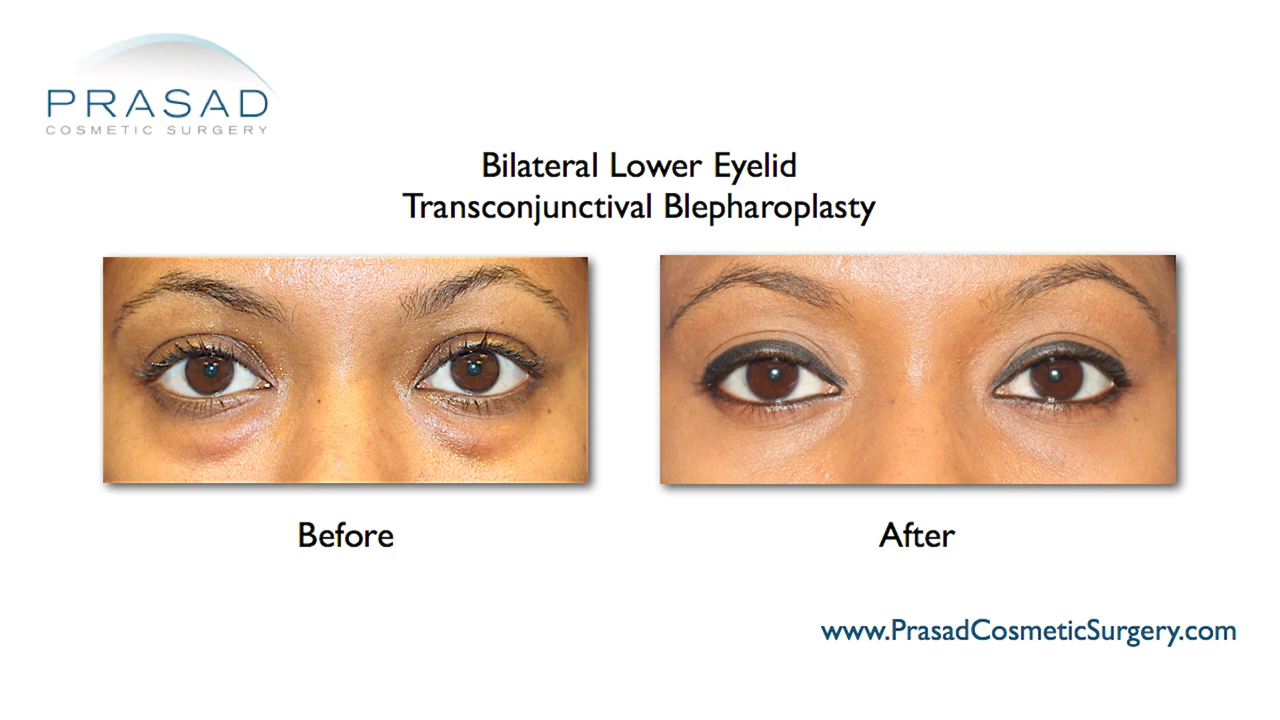 PRASAD
COSMETIC SURGERY
Bilateral Lower Eyelid
Transconjunctival Blepharoplasty
Before
After
www.PrasadCosmeticSurgery.com